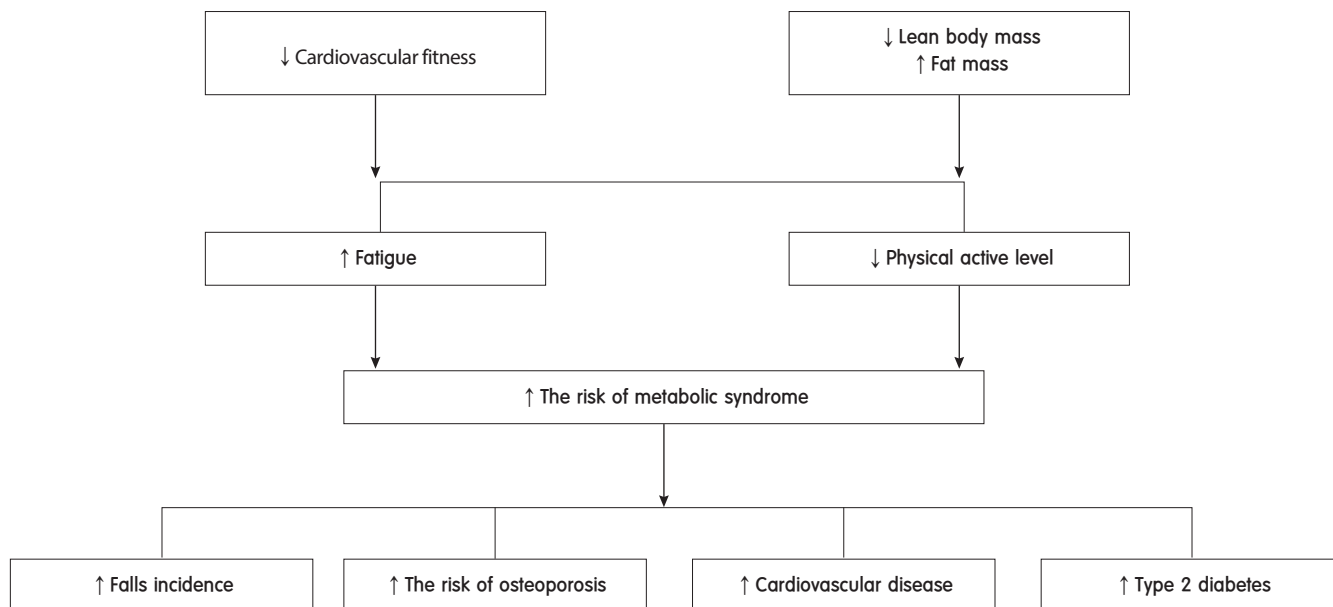 ↓ Cardiovascular fitness
↓ Lean body mass
↑ Fat mass
↑ Fatigue
↓ Physical active level
↑ The risk of metabolic syndrome
↑ Falls incidence
↑ The risk of osteoporosis
↑ Cardiovascular disease
↑ Type 2 diabetes